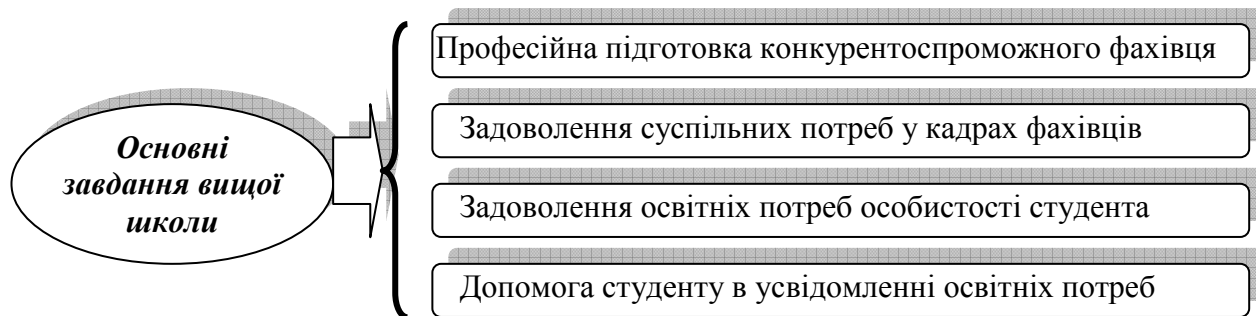 Основні
завдання вищої
школи
Професійна підготовка конкурентоспроможного фахівця
Задоволення суспільних потреб у кадрах фахівців
Задоволення освітніх потреб особистості студента
Допомога студенту в усвідомленні освітніх потреб